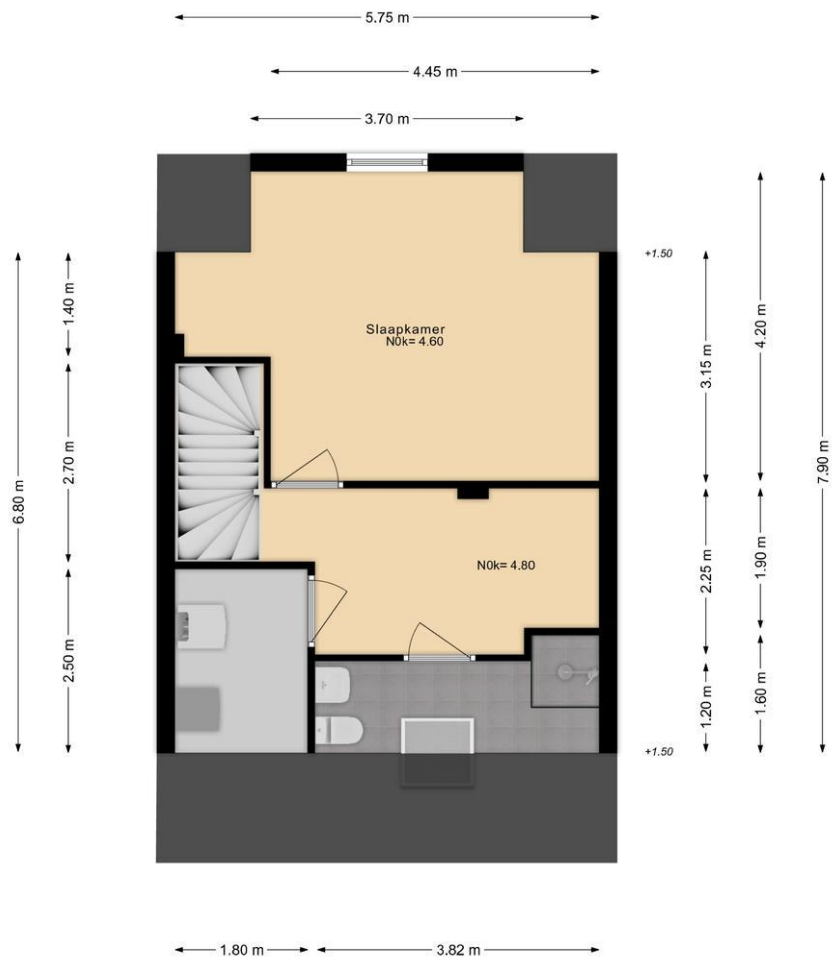 5.75 m
4.45 m
3.70 m
+1.50
1.40 m
4.20 m
Slaapkamer
N0k= 4.60
3.15 m
2.70 m
7.90 m
6.80 m
N0k= 4.80
2.25 m
1.90 m
2.50 m
1.20 m
1.60 m
+1.50
1.80 m
3.82 m